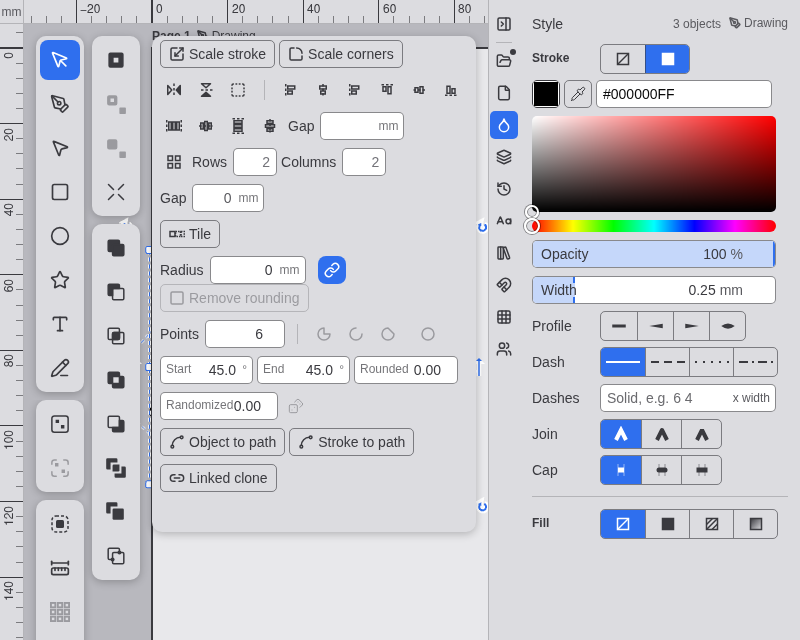 mm
-20
0
20
40
60
80
Page 1
Drawing
0
20
40
60
80
100
120
140
Scale stroke
Scale corners
Gap
mm
Rows
2
Columns
2
Gap
0 mm
Tile
Radius
0 mm
Remove rounding
Points
6
Start 45.0 °
End 45.0 °
Rounded 0.00
Randomized 0.00
Object to path
Stroke to path
Linked clone
Style
3 objects
Drawing
Stroke
#000000FF
Opacity
100 %
Width
0.25 mm
Profile
Dash
Dashes
Solid, e.g. 6 4
x width
Join
Cap
Fill